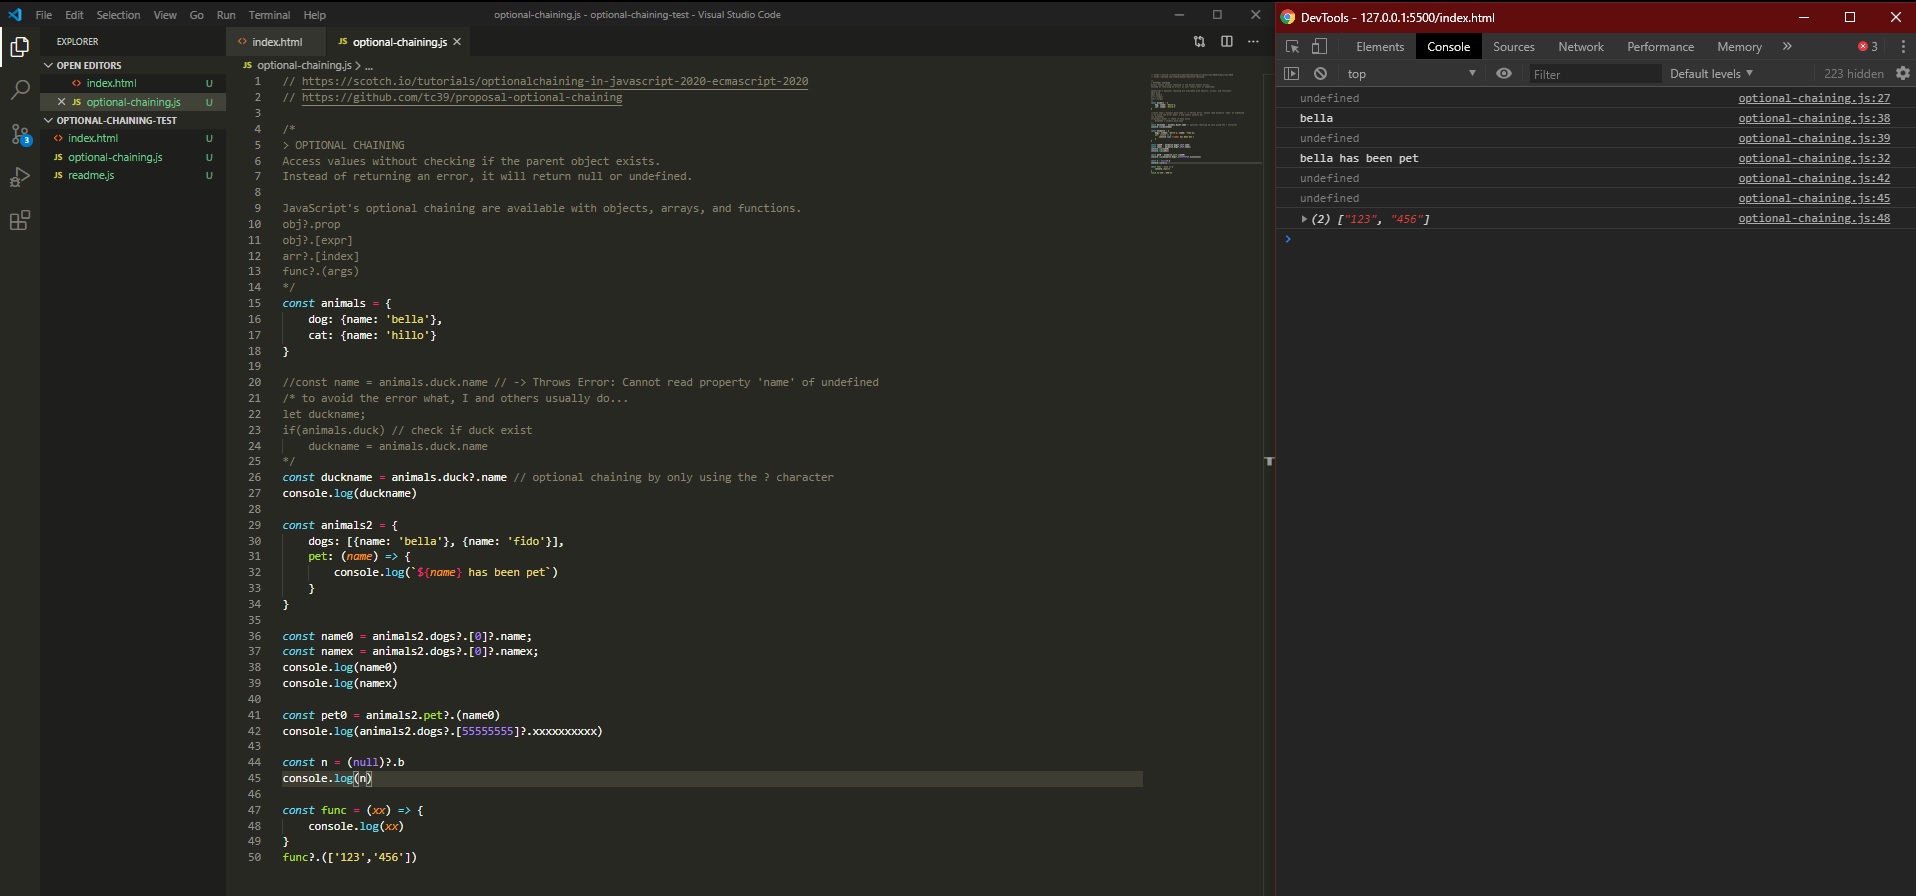 File Edit Selection View Go Run Terminal Help
optional-chaining.js - optional-chaining-test - Visual Studio Code
EXPLORER
OPEN EDITORS
index.html U
optional-chaining.js U
OPTIONAL-CHAINING-TEST
index.html U
JS optional-chaining.js U
JS readme.js U
3
index.html
JS optional-chaining.js
JS optional-chaining.js > ...
1 // https://scotch.io/tutorials/optionalchaining-in-javascript-2020-ecmascript-2020
2 // https://github.com/tc39/proposal-optional-chaining
3
4 /*
5 > OPTIONAL CHAINING
6 Access values without checking if the parent object exists.
7 Instead of returning an error, it will return null or undefined.
8
9 JavaScript's optional chaining are available with objects, arrays, and functions.
10 obj?.prop
11 obj?.[expr]
12 arr?.[index]
13 func?.(args)
14 */
15 const animals = {
16 dog: {name: 'bella'},
17 cat: {name: 'hillo'}
18 }
19
20 //const name = animals.duck.name // -> Throws Error: Cannot read property 'name' of undefined
21 /* to avoid the error what, I and others usually do...
22 let duckname;
23 if(animals.duck) // check if duck exist
24 duckname = animals.duck.name
25 */
26 const duckname = animals.duck?.name // optional chaining by only using the ? character
27 console.log(duckname)
28
29 const animals2 = {
30 dogs: [{name: 'bella'}, {name: 'fido'}],
31 pet: (name) => {
32 console.log(`${name} has been pet`)
33 }
34 }
35
36 const name0 = animals2.dogs?.[0]?.name;
37 const namex = animals2.dogs?.[0]?.namex;
38 console.log(name0)
39 console.log(namex)
40
41 const pet0 = animals2.pet?.(name0)
42 console.log(animals2.dogs?.[55555555]?.xxxxxxxxxx)
43
44 const n = (null)?.b
45 console.log(n)
46
47 const func = (xx) => {
48 console.log(xx)
49 }
50 func?.(['123','456'])
DevTools - 127.0.0.1:5500/index.html
Elements Console Sources Network Performance Memory 3
top Filter Default levels 223 hidden
undefined optional-chaining.js:27
bella optional-chaining.js:38
undefined optional-chaining.js:39
bella has been pet optional-chaining.js:32
undefined optional-chaining.js:42
undefined optional-chaining.js:45
(2) ["123", "456"] optional-chaining.js:48